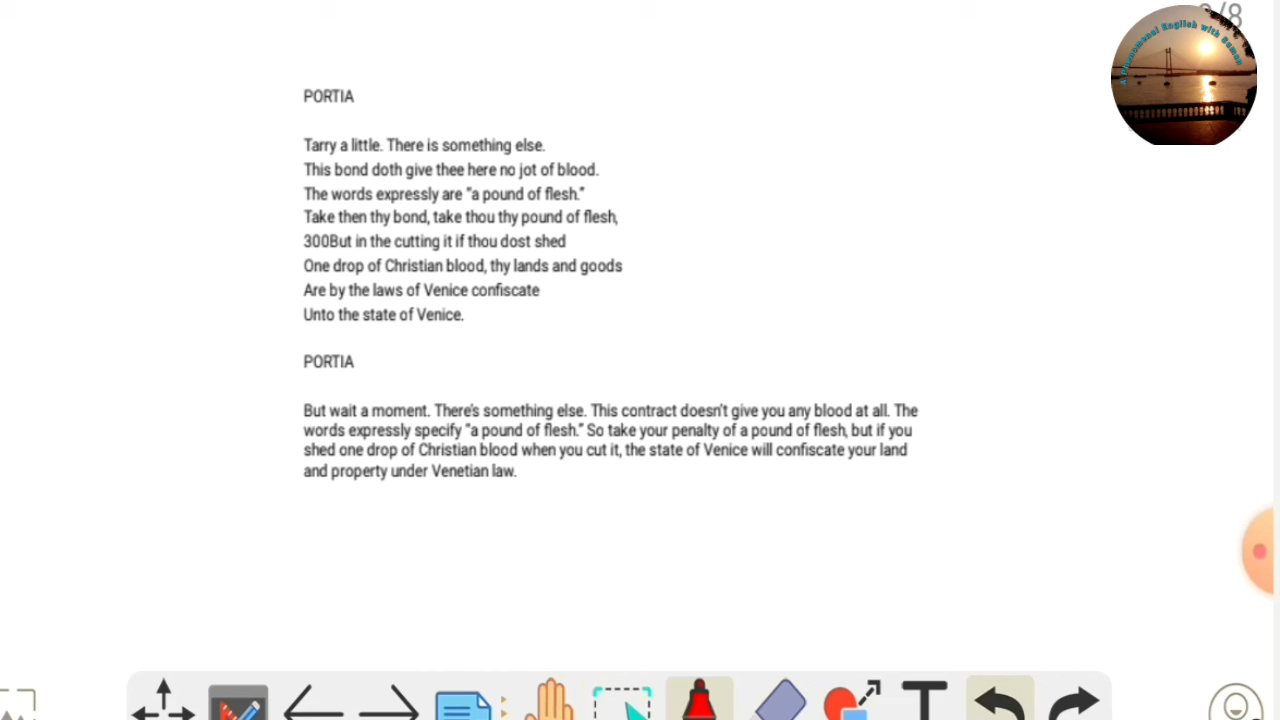 /8
A Phenomenal English with Suman
PORTIA
Tarry a little. There is something else.
This bond doth give thee here no jot of blood.
The words expressly are “a pound of flesh.”
Take then thy bond, take thou thy pound of flesh,
300But in the cutting it if thou dost shed
One drop of Christian blood, thy lands and goods
Are by the laws of Venice confiscate
Unto the state of Venice.
PORTIA
But wait a moment. There's something else. This contract doesn't give you any blood at all. The
words expressly specify “a pound of flesh.” So take your penalty of a pound of flesh, but if you
shed one drop of Christian blood when you cut it, the state of Venice will confiscate your land
and property under Venetian law.
T